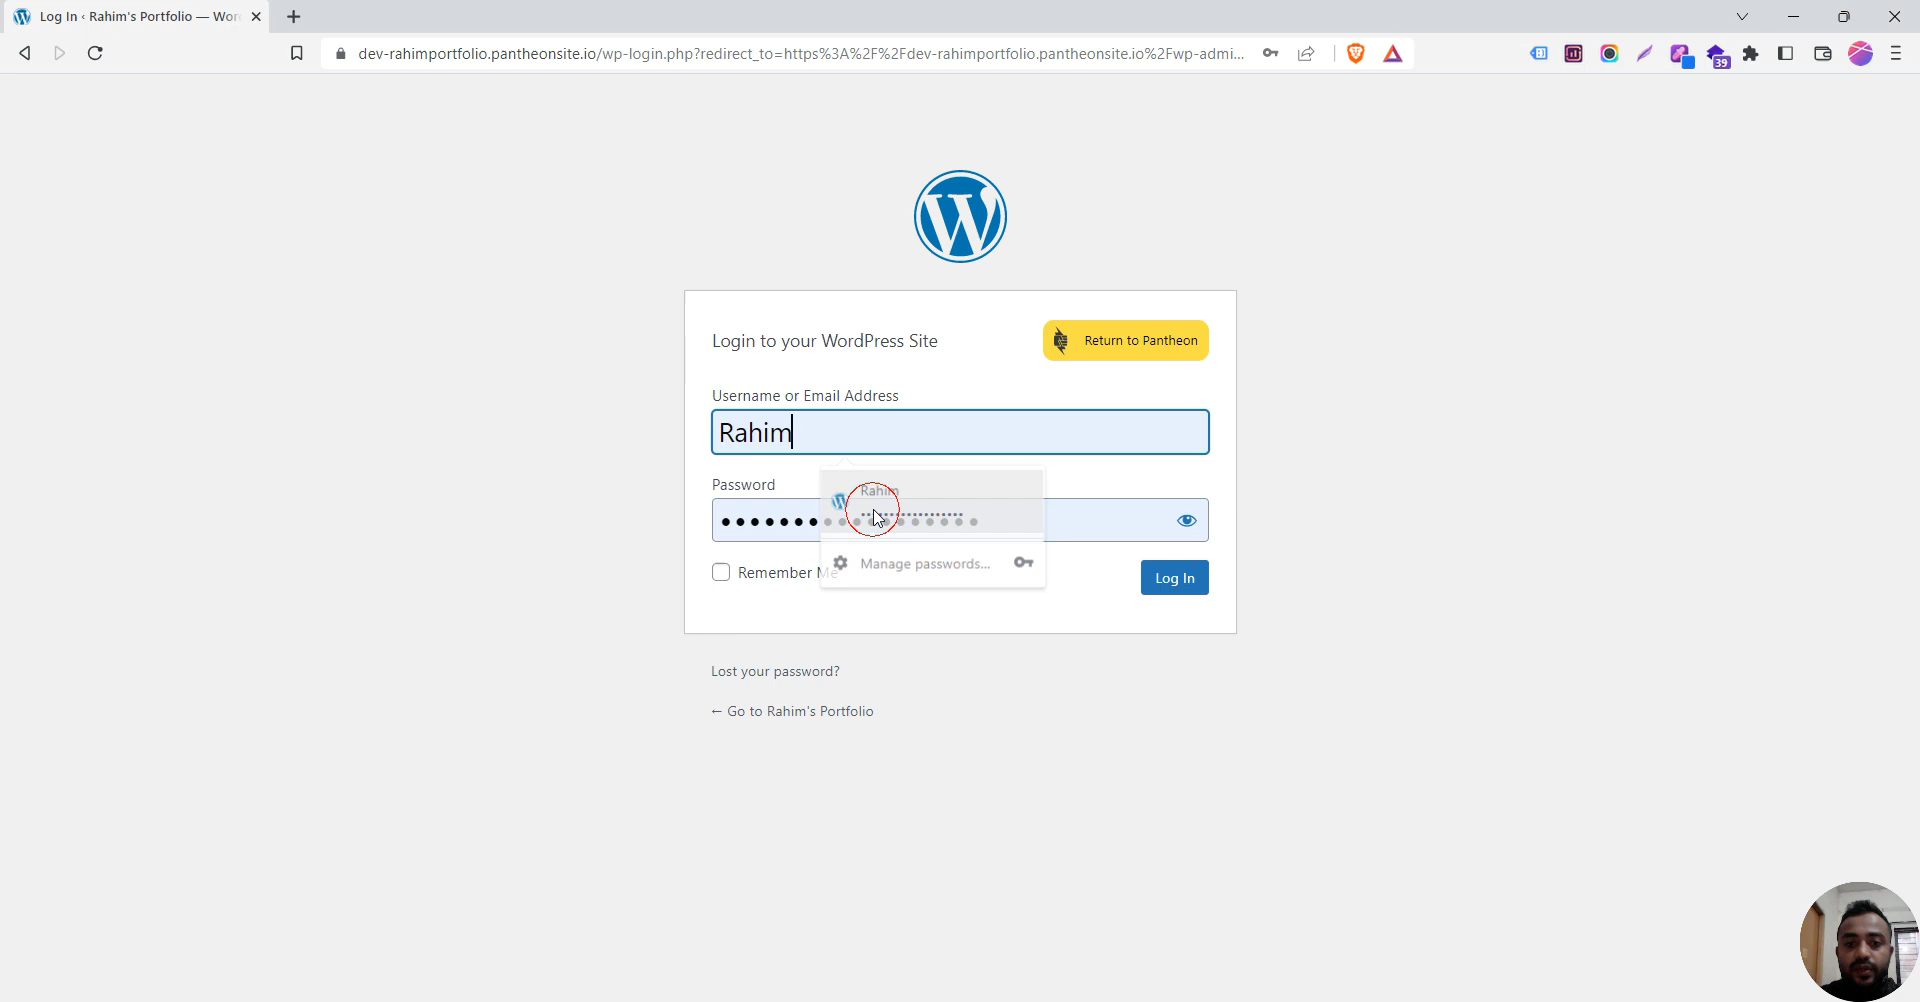 Log In ‹ Rahim's Portfolio — Wor
dev-rahimportfolio.pantheonsite.io/wp-login.php?redirect_to=https%3A%2F%2Fdev-rahimportfolio.pantheonsite.io%2Fwp-admi...
39
Login to your WordPress Site
Return to Pantheon
Username or Email Address
Rahim
Password
Rahim
Manage passwords...
Remember Me
Log In
Lost your password?
← Go to Rahim's Portfolio